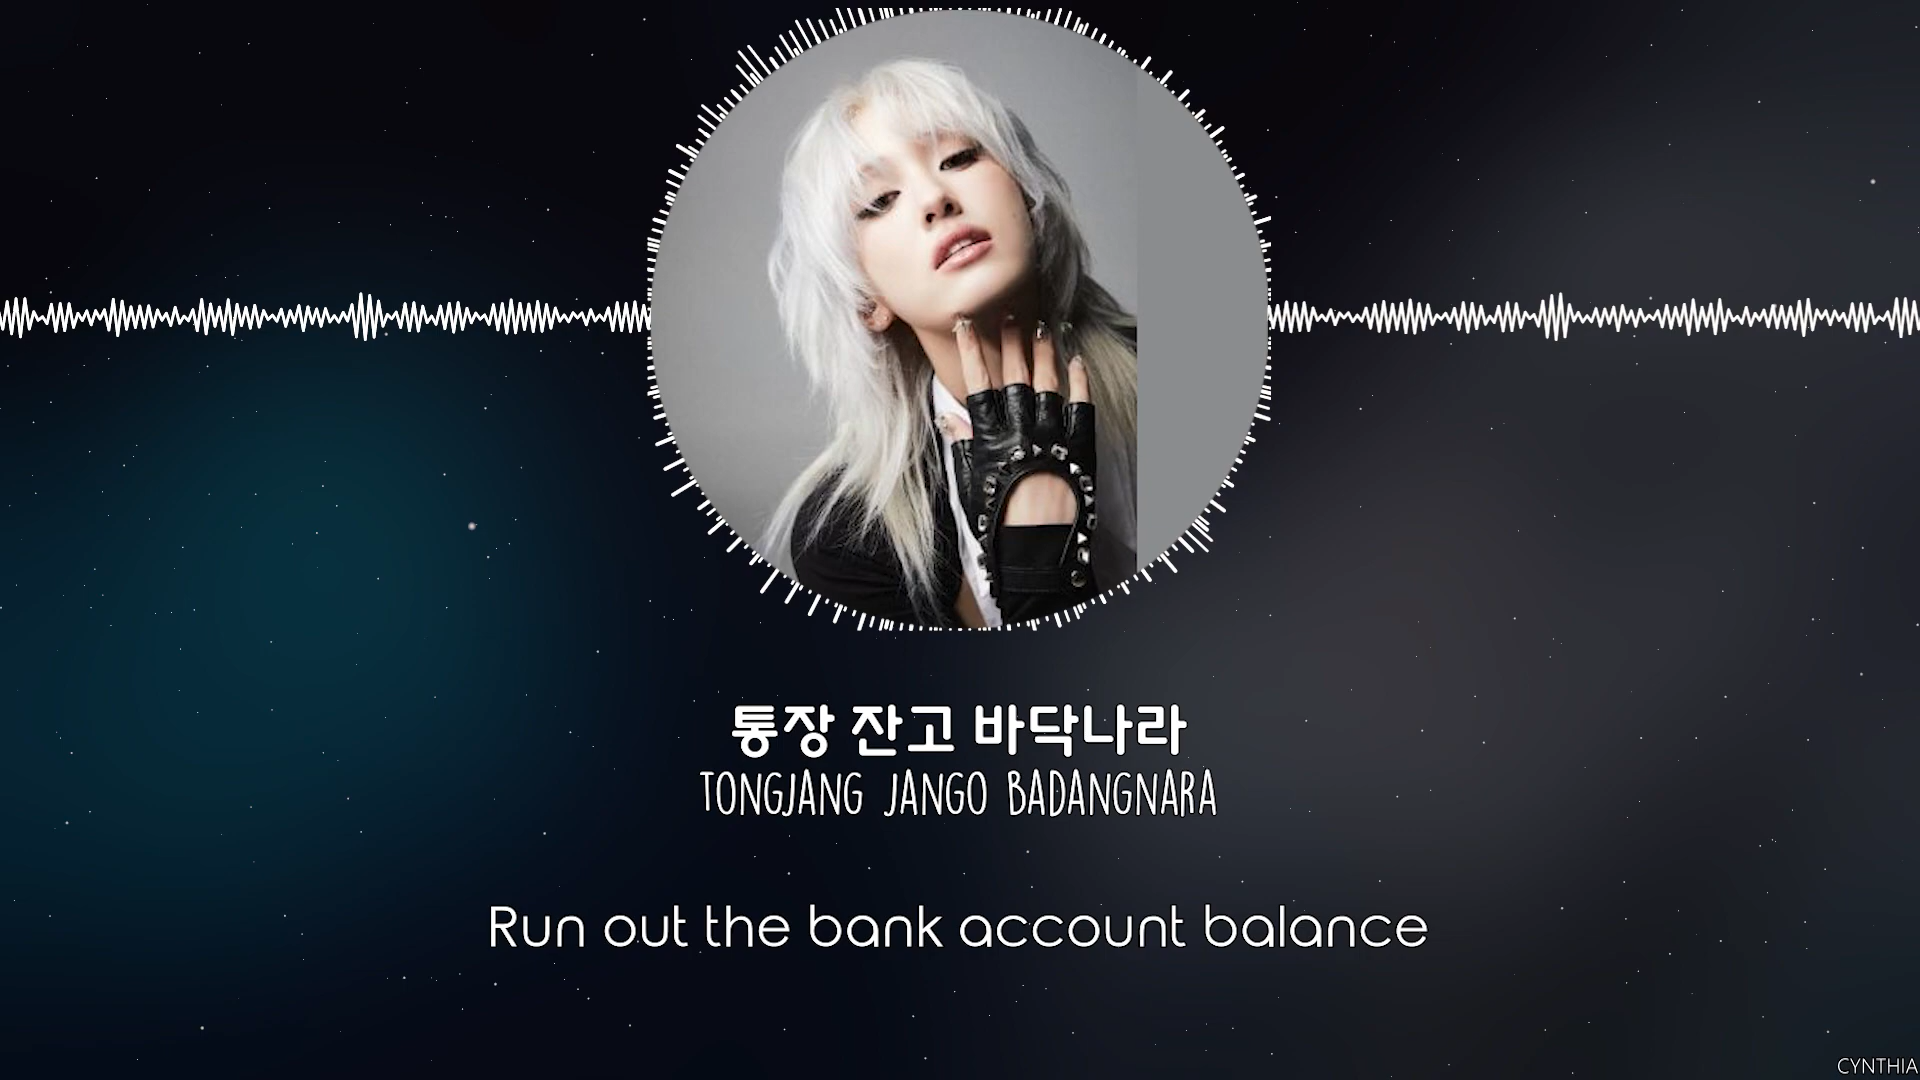 통장 잔고 바닥나라
TONGJANG JANGO BADANGNARA
Run out the bank account balance
CYNTHIA